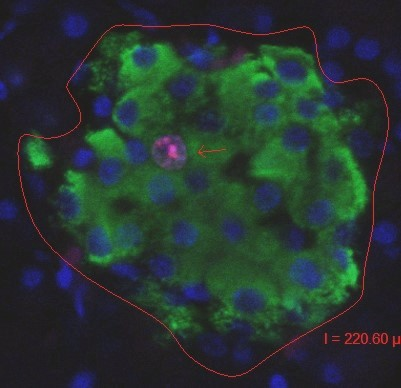 l = 220.60 µ